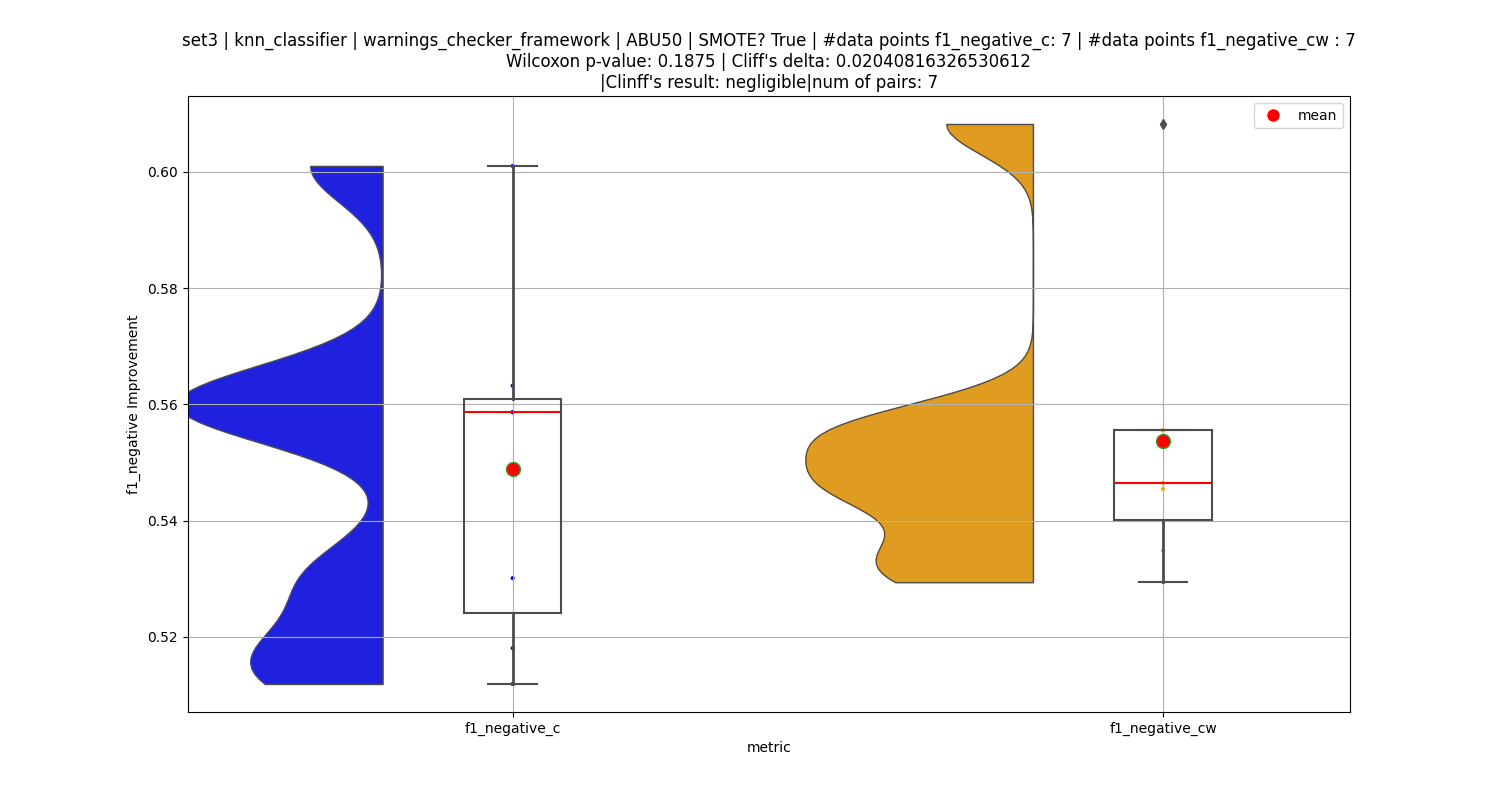 set3 | knn_classifier | warnings_checker_framework | ABU50 | SMOTE? True | #data points f1_negative_c: 7 | #data points f1_negative_cw : 7
Wilcoxon p-value: 0.1875 | Cliff's delta: 0.02040816326530612
|Clinff's result: negligible|num of pairs: 7
mean
f1_negative Improvement
0.60
0.58
0.56
0.54
0.52
f1_negative_c
f1_negative_cw
metric